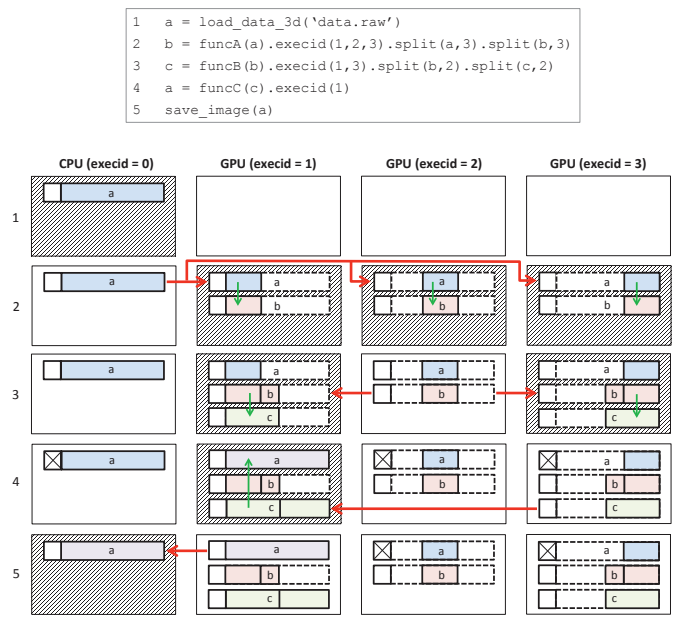 1 a = load_data_3d(‘data.raw’)
2 b = funcA(a).execid(1,2,3).split(a,3).split(b,3)
3 c = funcB(b).execid(1,3).split(b,2).split(c,2)
4 a = funcC(c).execid(1)
5 save_image(a)
CPU (execid = 0) GPU (execid = 1) GPU (execid = 2) GPU (execid = 3)
a
1
a a a a
2 b b b
a a a a
3 b b b
c c
a a a a
4 b b b
c c
a a a a
5 b b b
c c